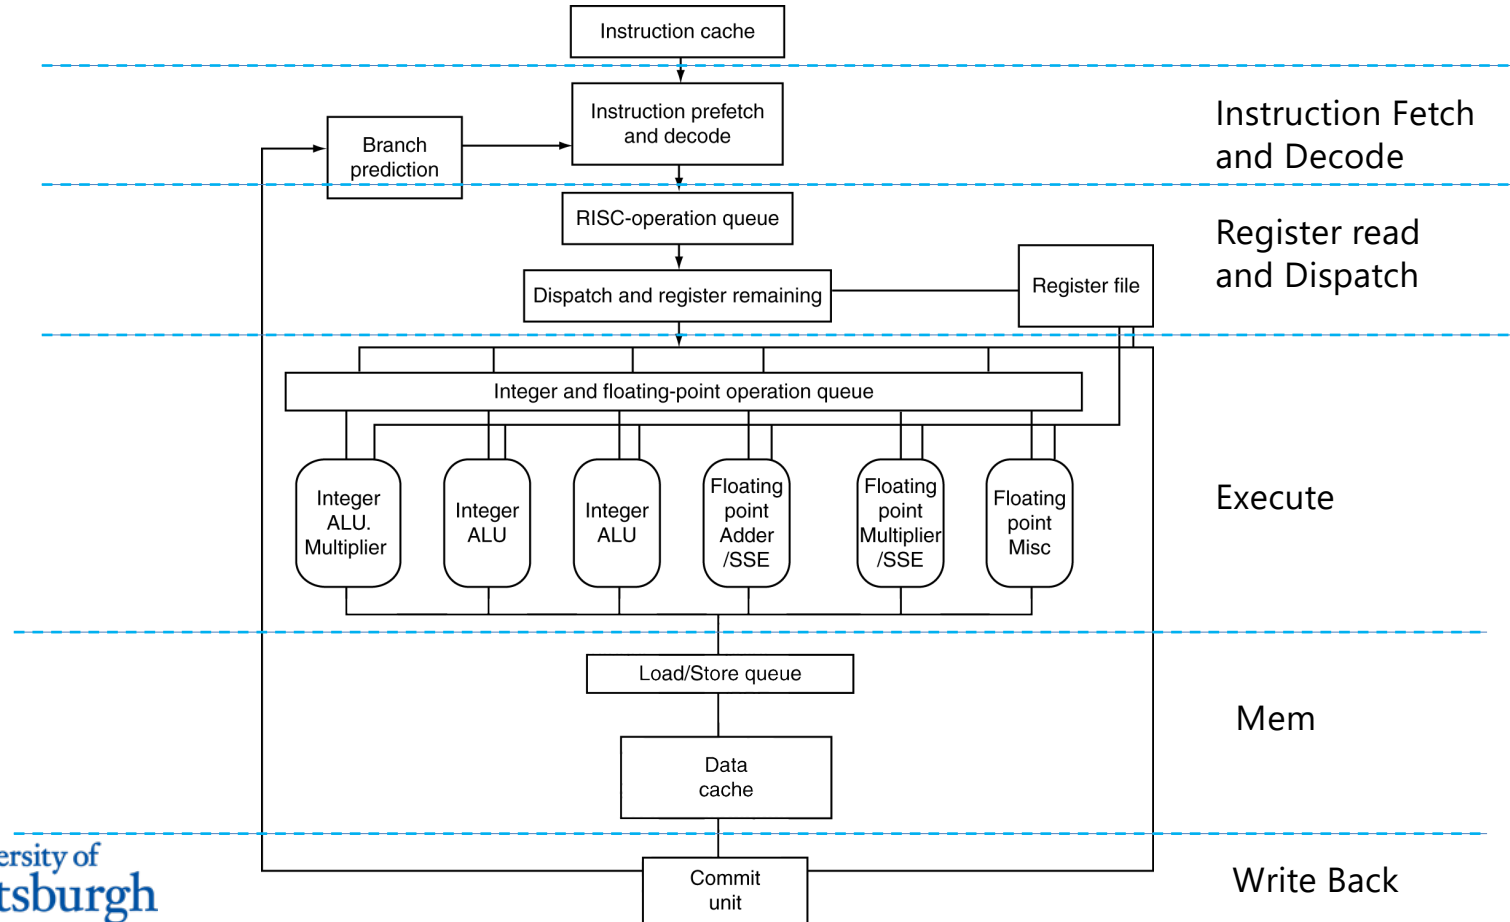 Instruction cache
Instruction prefetch
and decode
Instruction Fetch
and Decode
Branch
prediction
RISC-operation queue
Register read
and Dispatch
Dispatch and register remaining
Register file
Integer and floating-point operation queue
Integer
ALU.
Multiplier
Integer
ALU
Integer
ALU
Floating
point
Adder
/SSE
Floating
point
Multiplier
/SSE
Floating
point
Misc
Execute
Load/Store queue
Mem
Data
cache
ersity of
tsburgh
Commit
unit
Write Back